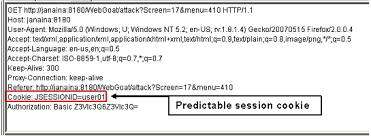 GET http://janaina:8180/WebGoat/attack?Screen=17&menu=410 HTTP/1.1
Host: janaina:8180
User-Agent: Mozilla/5.0 (Windows; U; Windows NT 5.2; en-US; rv:1.8.1.4) Gecko/20070515 Firefox/2.0.0.4
Accept: text/xml,application/xml,application/xhtml+xml,text/html;q=0.9,text/plain;q=0.8,image/png,*/*;q=0.5
Accept-Language: en-us,en;q=0.5
Accept-Charset: ISO-8859-1,utf-8;q=0.7,*;q=0.7
Keep-Alive: 300
Proxy-Connection: keep-alive
Referer: http://janaina:8180/WebGoat/attack?Screen=17&menu=410
Cookie: JSESSIONID=user01
Predictable session cookie
Authorization: Basic Z3Vlc3Q6Z3Vlc3Q=